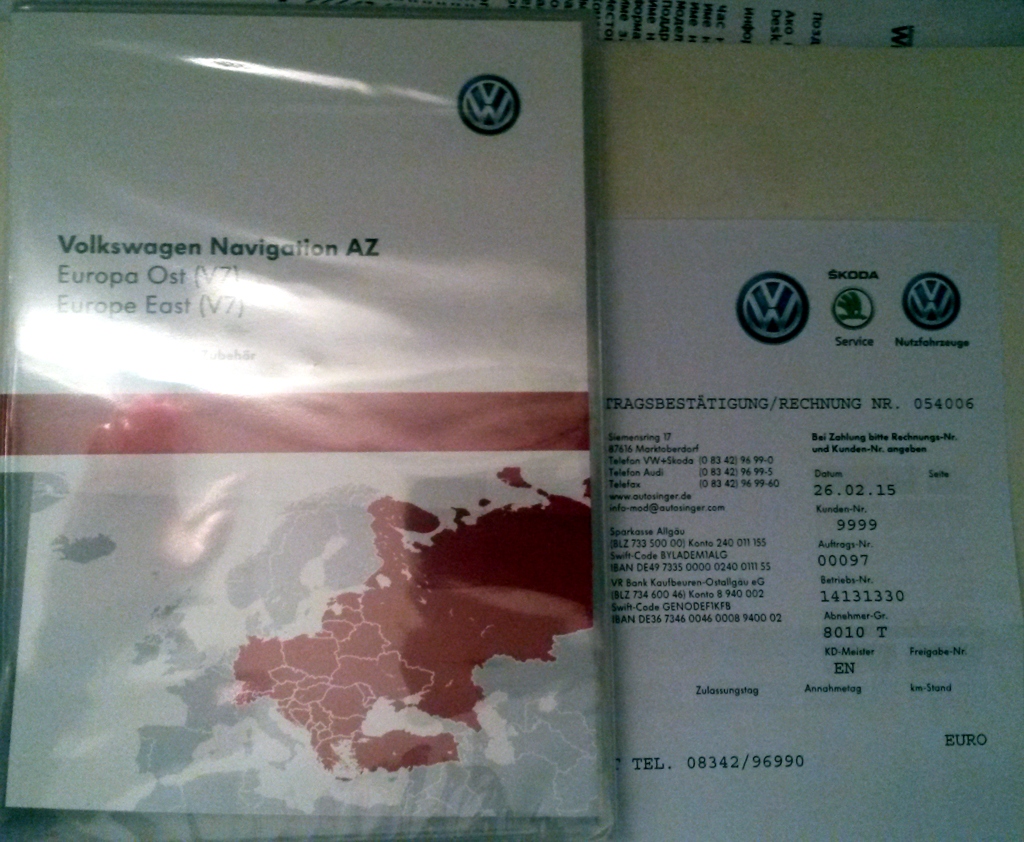 Volkswagen Navigation AZ
Europa Ost (V7)
Europe East (V7)
Zubehör
ŠKODA
Service
Nutzfahrzeuge
TRAGSBESTÄTIGUNG/RECHNUNG NR. 054006
Siemensring 17
87616 Marktoberdorf
Telefon VW+Skoda (0 83 42) 96 99-0
Telefon Audi (0 83 42) 96 99-5
Telefax (0 83 42) 96 99-60
www.autosinger.de
info-mod@autosinger.com
Sparkasse Allgäu
(BLZ 733 500 00) Konto 240 011 155
Swift-Code BYLADEM1ALG
IBAN DE49 7335 0000 0240 0111 55
VR Bank Kaufbeuren-Ostallgäu eG
(BLZ 734 600 46) Konto 8 940 002
Swift-Code GENODEF1KFB
IBAN DE36 7346 0046 0008 9400 02
Bei Zahlung bitte Rechnungs-Nr.
und Kunden-Nr. angeben
Datum Seite
26.02.15
Kunden-Nr.
9999
Auftrags-Nr.
00097
Betriebs-Nr.
14131330
Abnehmer-Gr.
8010 T
KD-Meister Freigabe-Nr.
EN
Zulassungstag Annahmetag km-Stand
EURO
TEL. 08342/96990